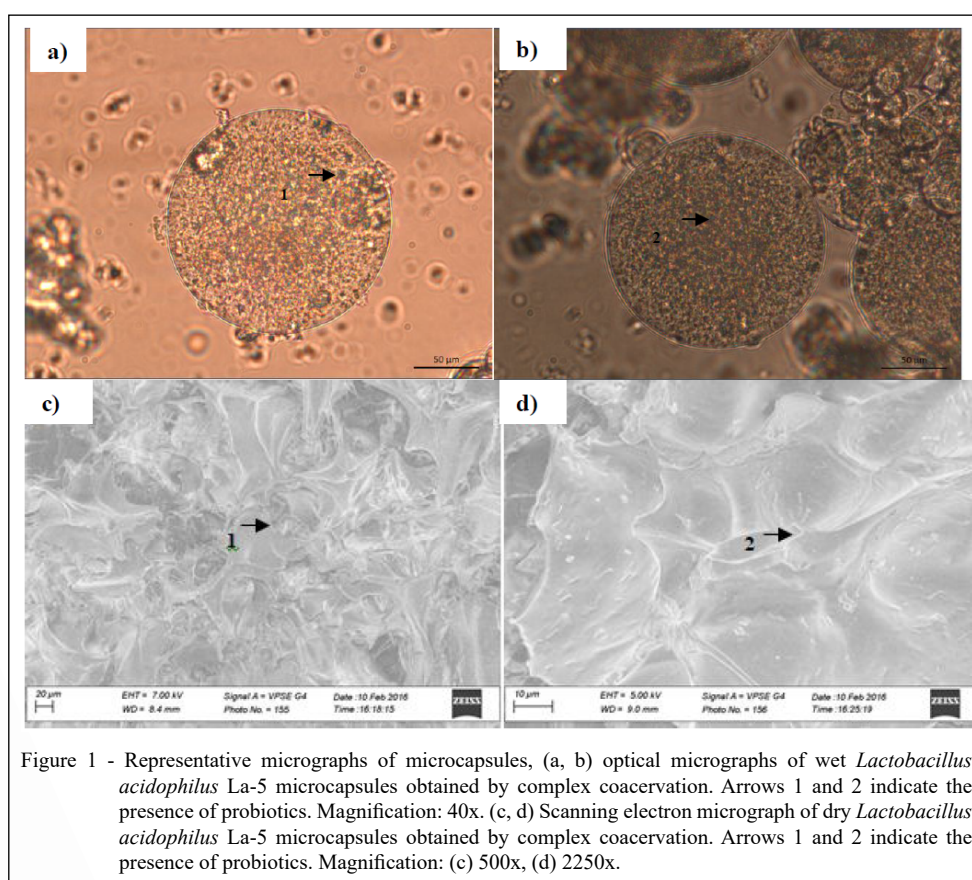 a)
b)
1
2
50 µm
50 µm
c)
d)
1
2
20 µm
EHT = 7.00 kV
Signal A = VPSE G4
Date :10 Feb 2016
WD = 8.4 mm
Photo No. = 155
Time :16:18:15
ZEISS
10 µm
EHT = 5.00 kV
Signal A = VPSE G4
Date :10 Feb 2016
WD = 9.0 mm
Photo No. = 156
Time :16:25:19
ZEISS
Figure 1 - Representative micrographs of microcapsules, (a, b) optical micrographs of wet Lactobacillus
acidophilus La-5 microcapsules obtained by complex coacervation. Arrows 1 and 2 indicate the
presence of probiotics. Magnification: 40x. (c, d) Scanning electron micrograph of dry Lactobacillus
acidophilus La-5 microcapsules obtained by complex coacervation. Arrows 1 and 2 indicate the
presence of probiotics. Magnification: (c) 500x, (d) 2250x.